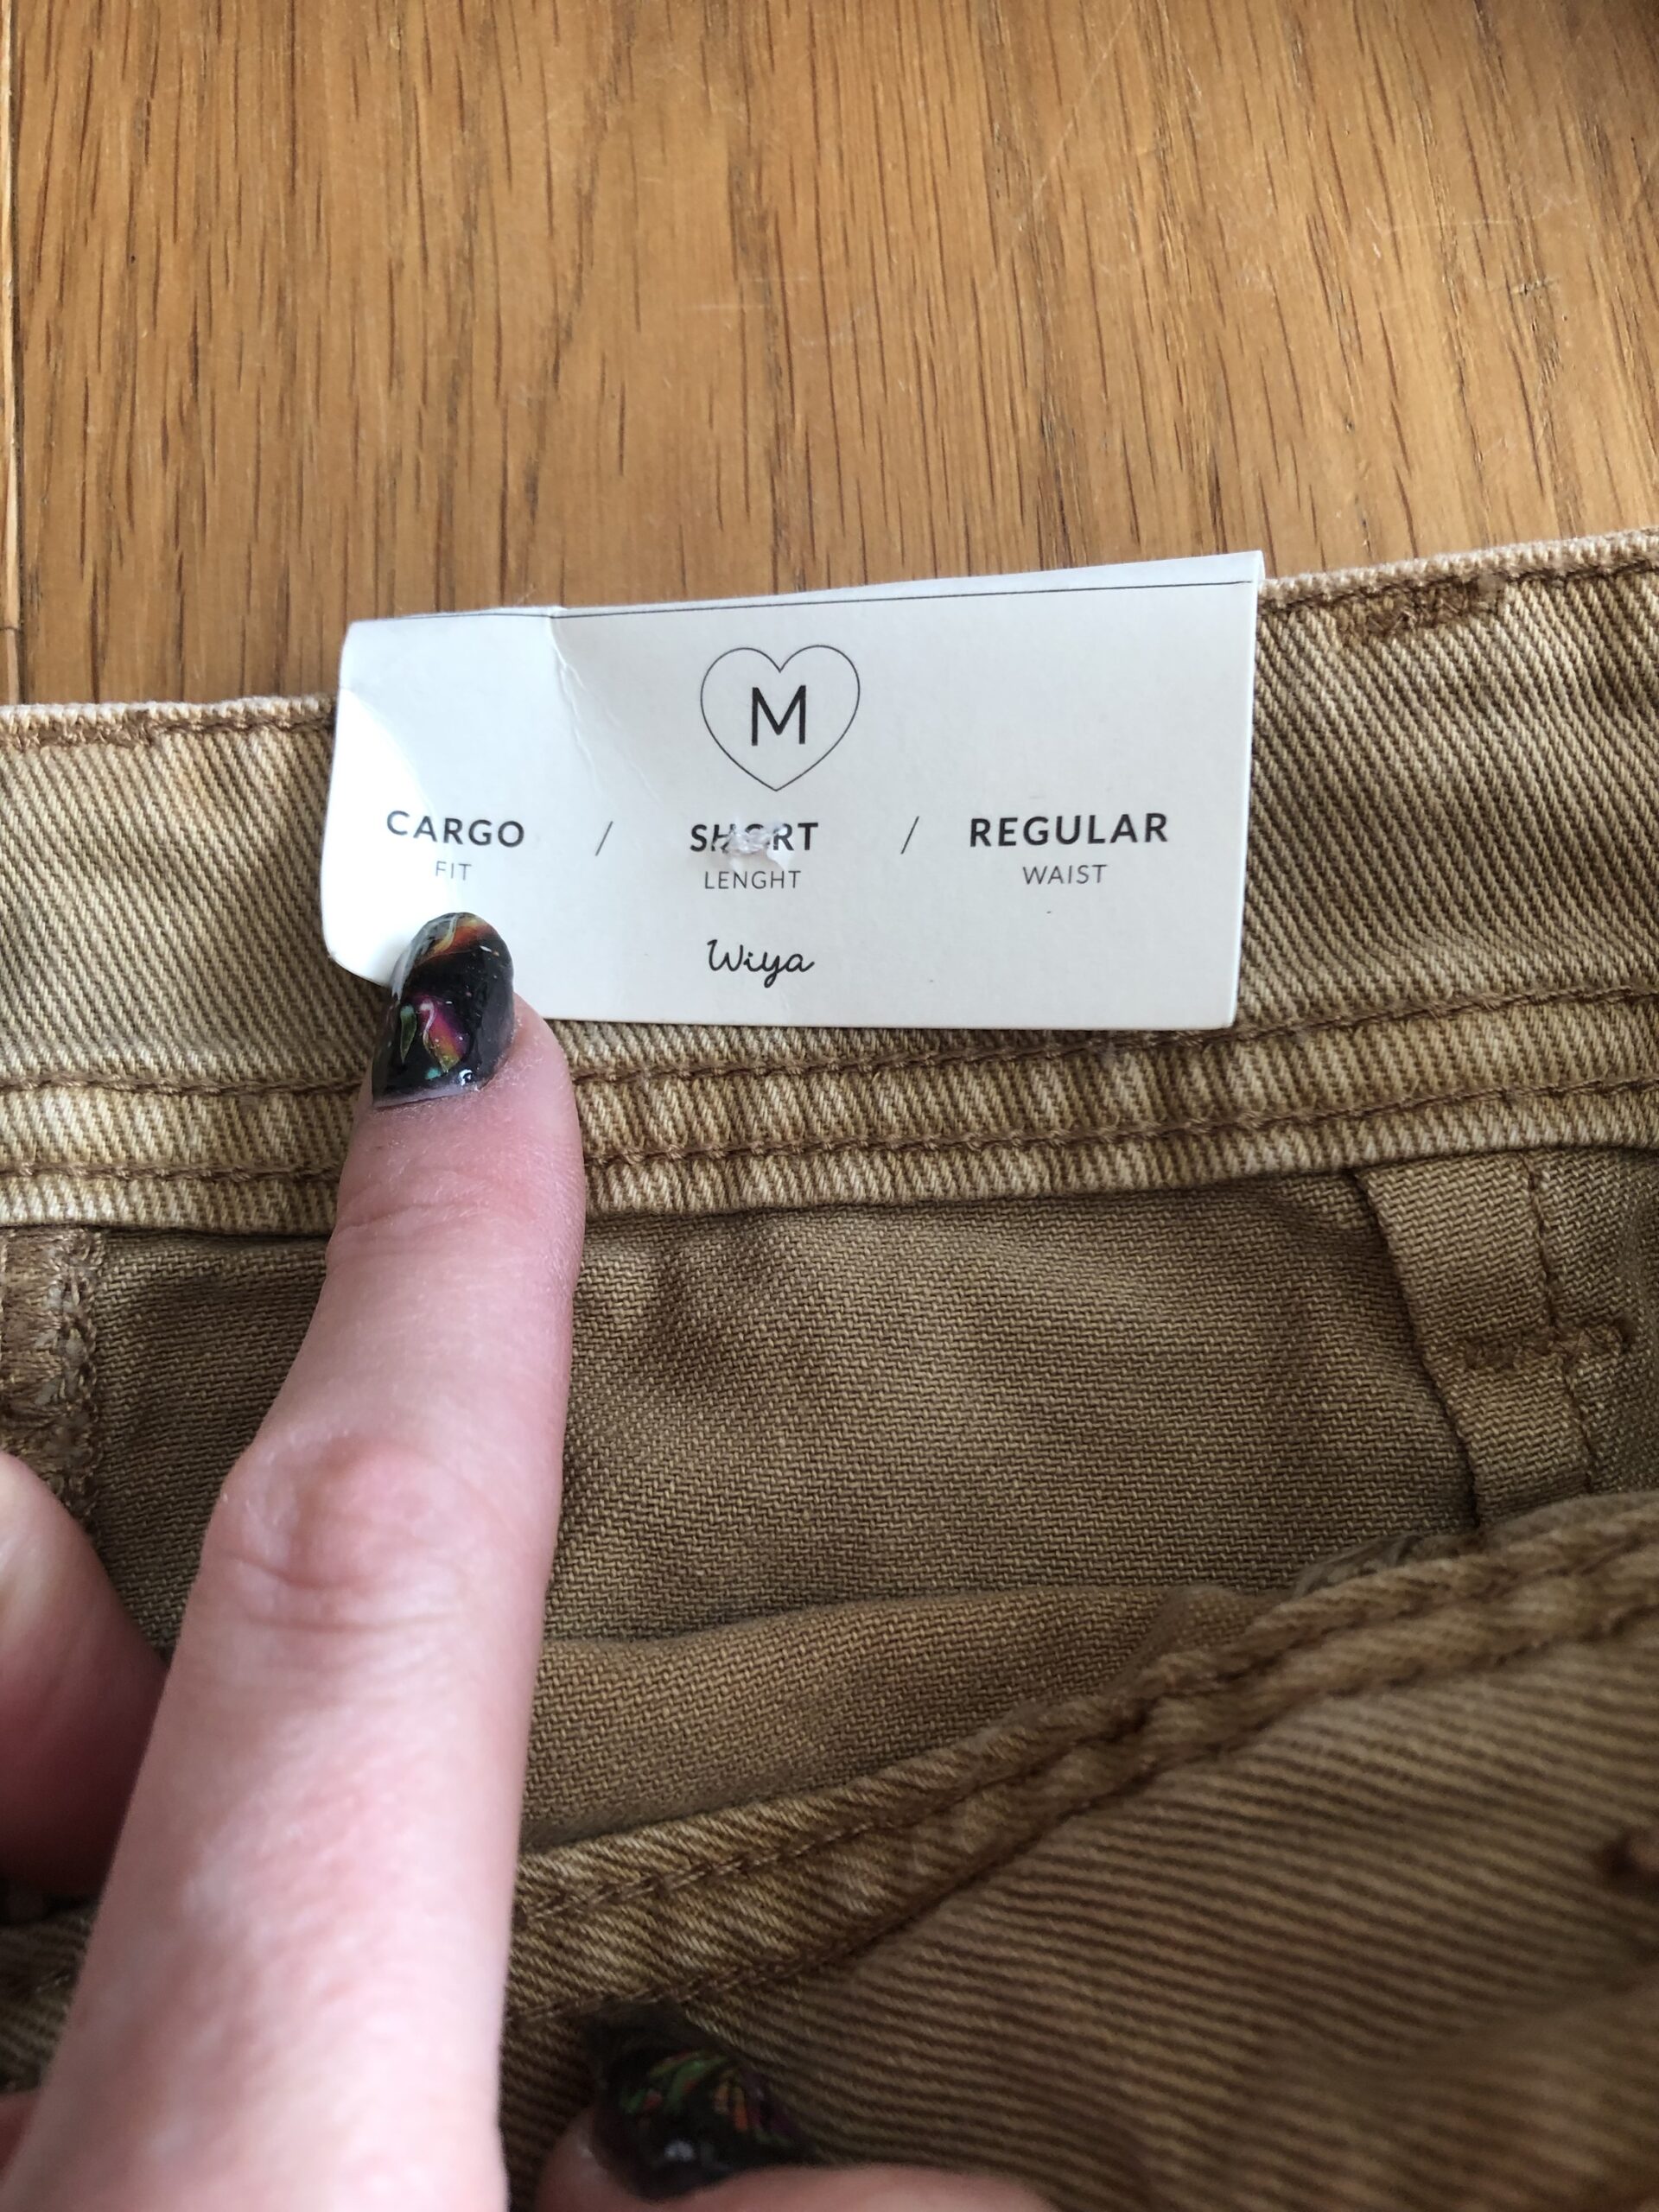 M
CARGO / SHORT / REGULAR
FIT LENGHT WAIST
Wiya